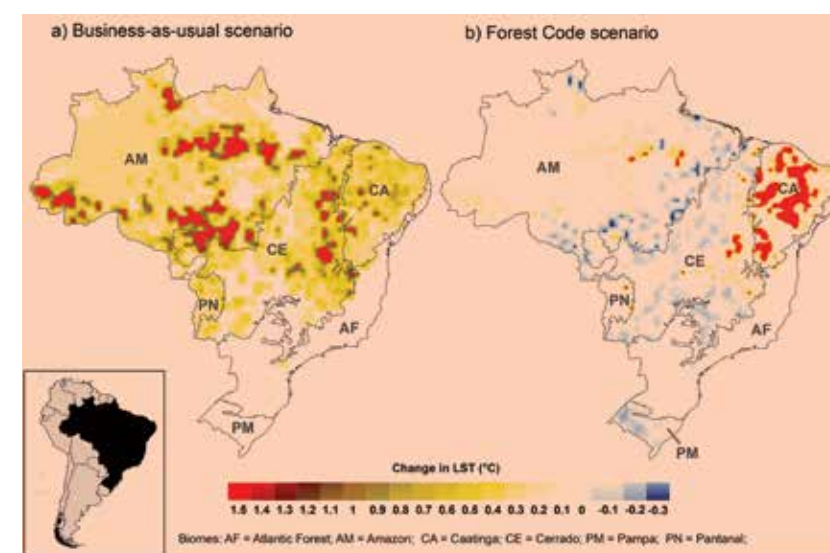 a) Business-as-usual scenario
b) Forest Code scenario
AM
CA
CE
PN
AF
PM
AM
CA
CE
PN
AF
PM
Change in LST (°C)
1.5 1.4 1.3 1.2 1.1 1 0.9 0.8 0.7 0.6 0.5 0.4 0.3 0.2 0.1 0 -0.1 -0.2 -0.3
Biomes: AF = Atlantic Forest; AM = Amazon; CA = Caatinga; CE = Cerrado; PM = Pampa; PN = Pantanal;